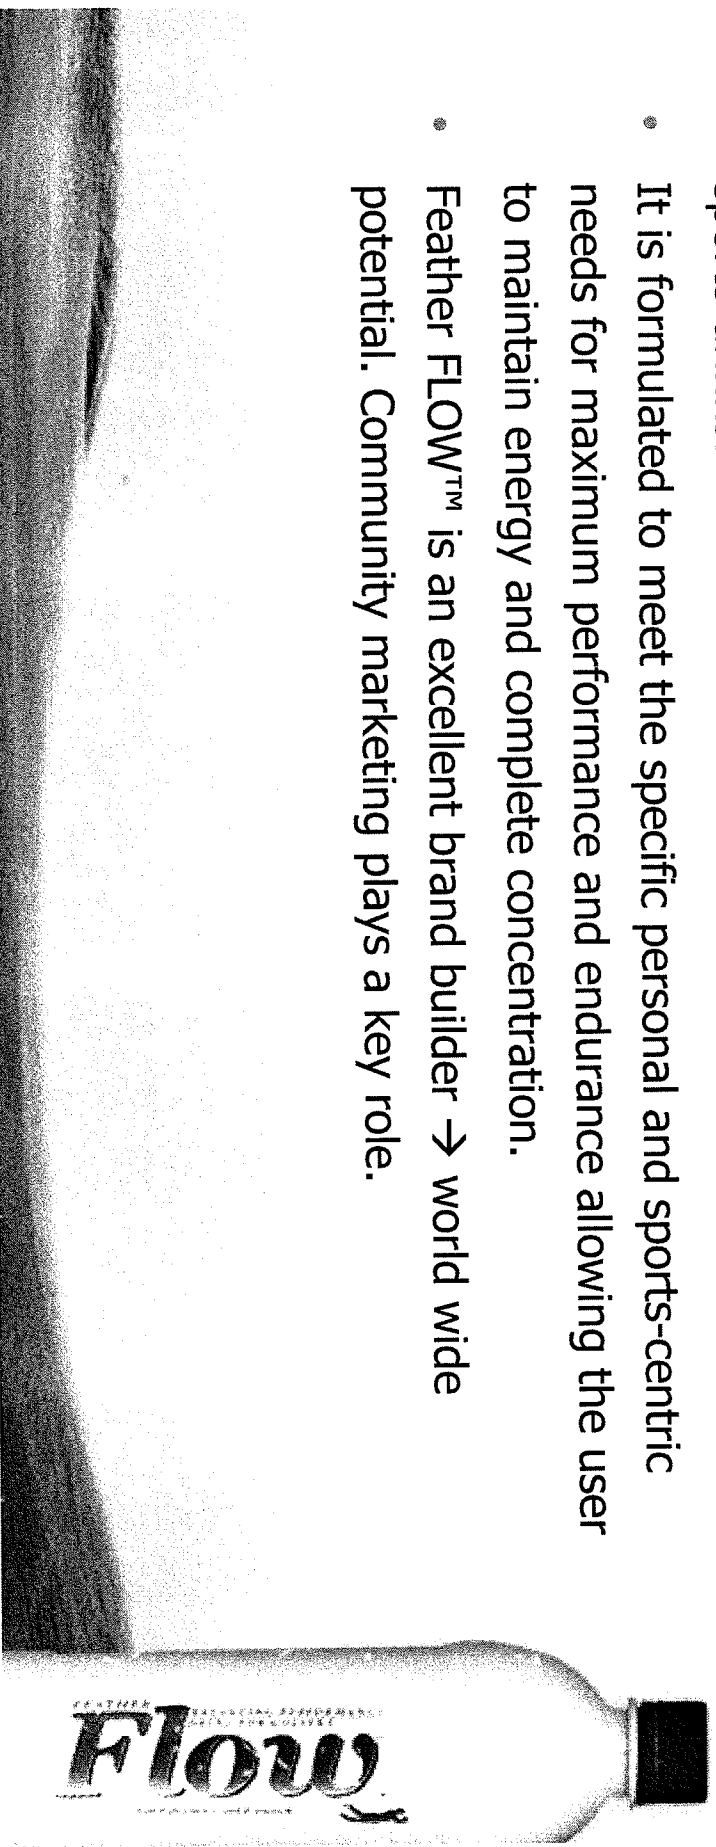 • It is formulated to meet the specific personal and sports-centric
needs for maximum performance and endurance allowing the user
to maintain energy and complete concentration.
• Feather FLOW™ is an excellent brand builder → world wide
potential. Community marketing plays a key role.
FEATHER
Flow